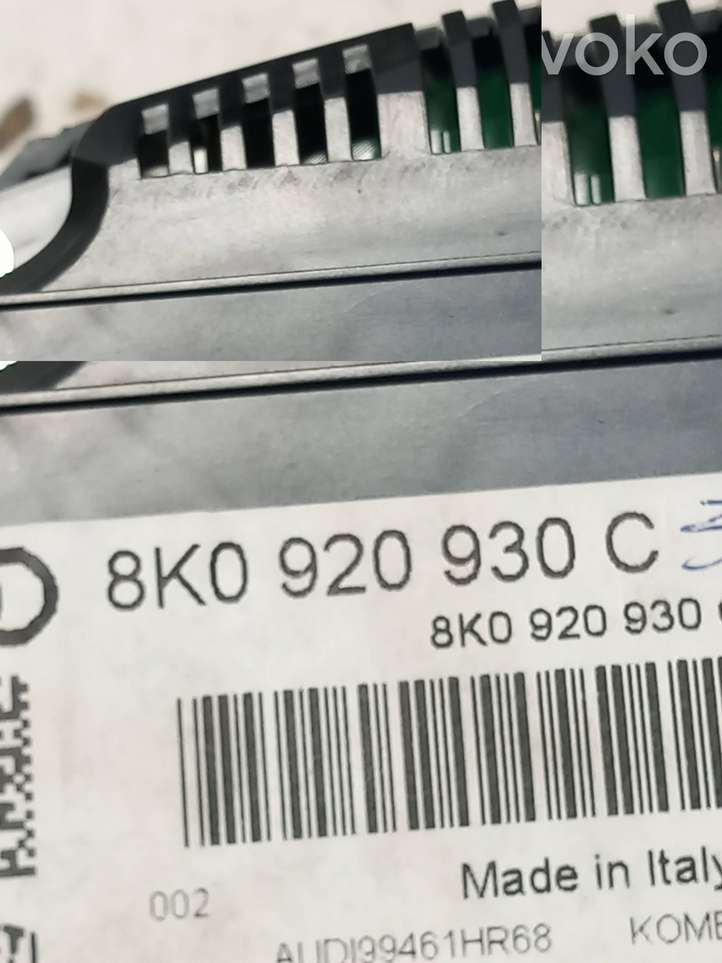 voko
8K0 920 930 C
8K0 920 930
Made in Italy
002
AUDI99461HR68
KOMB